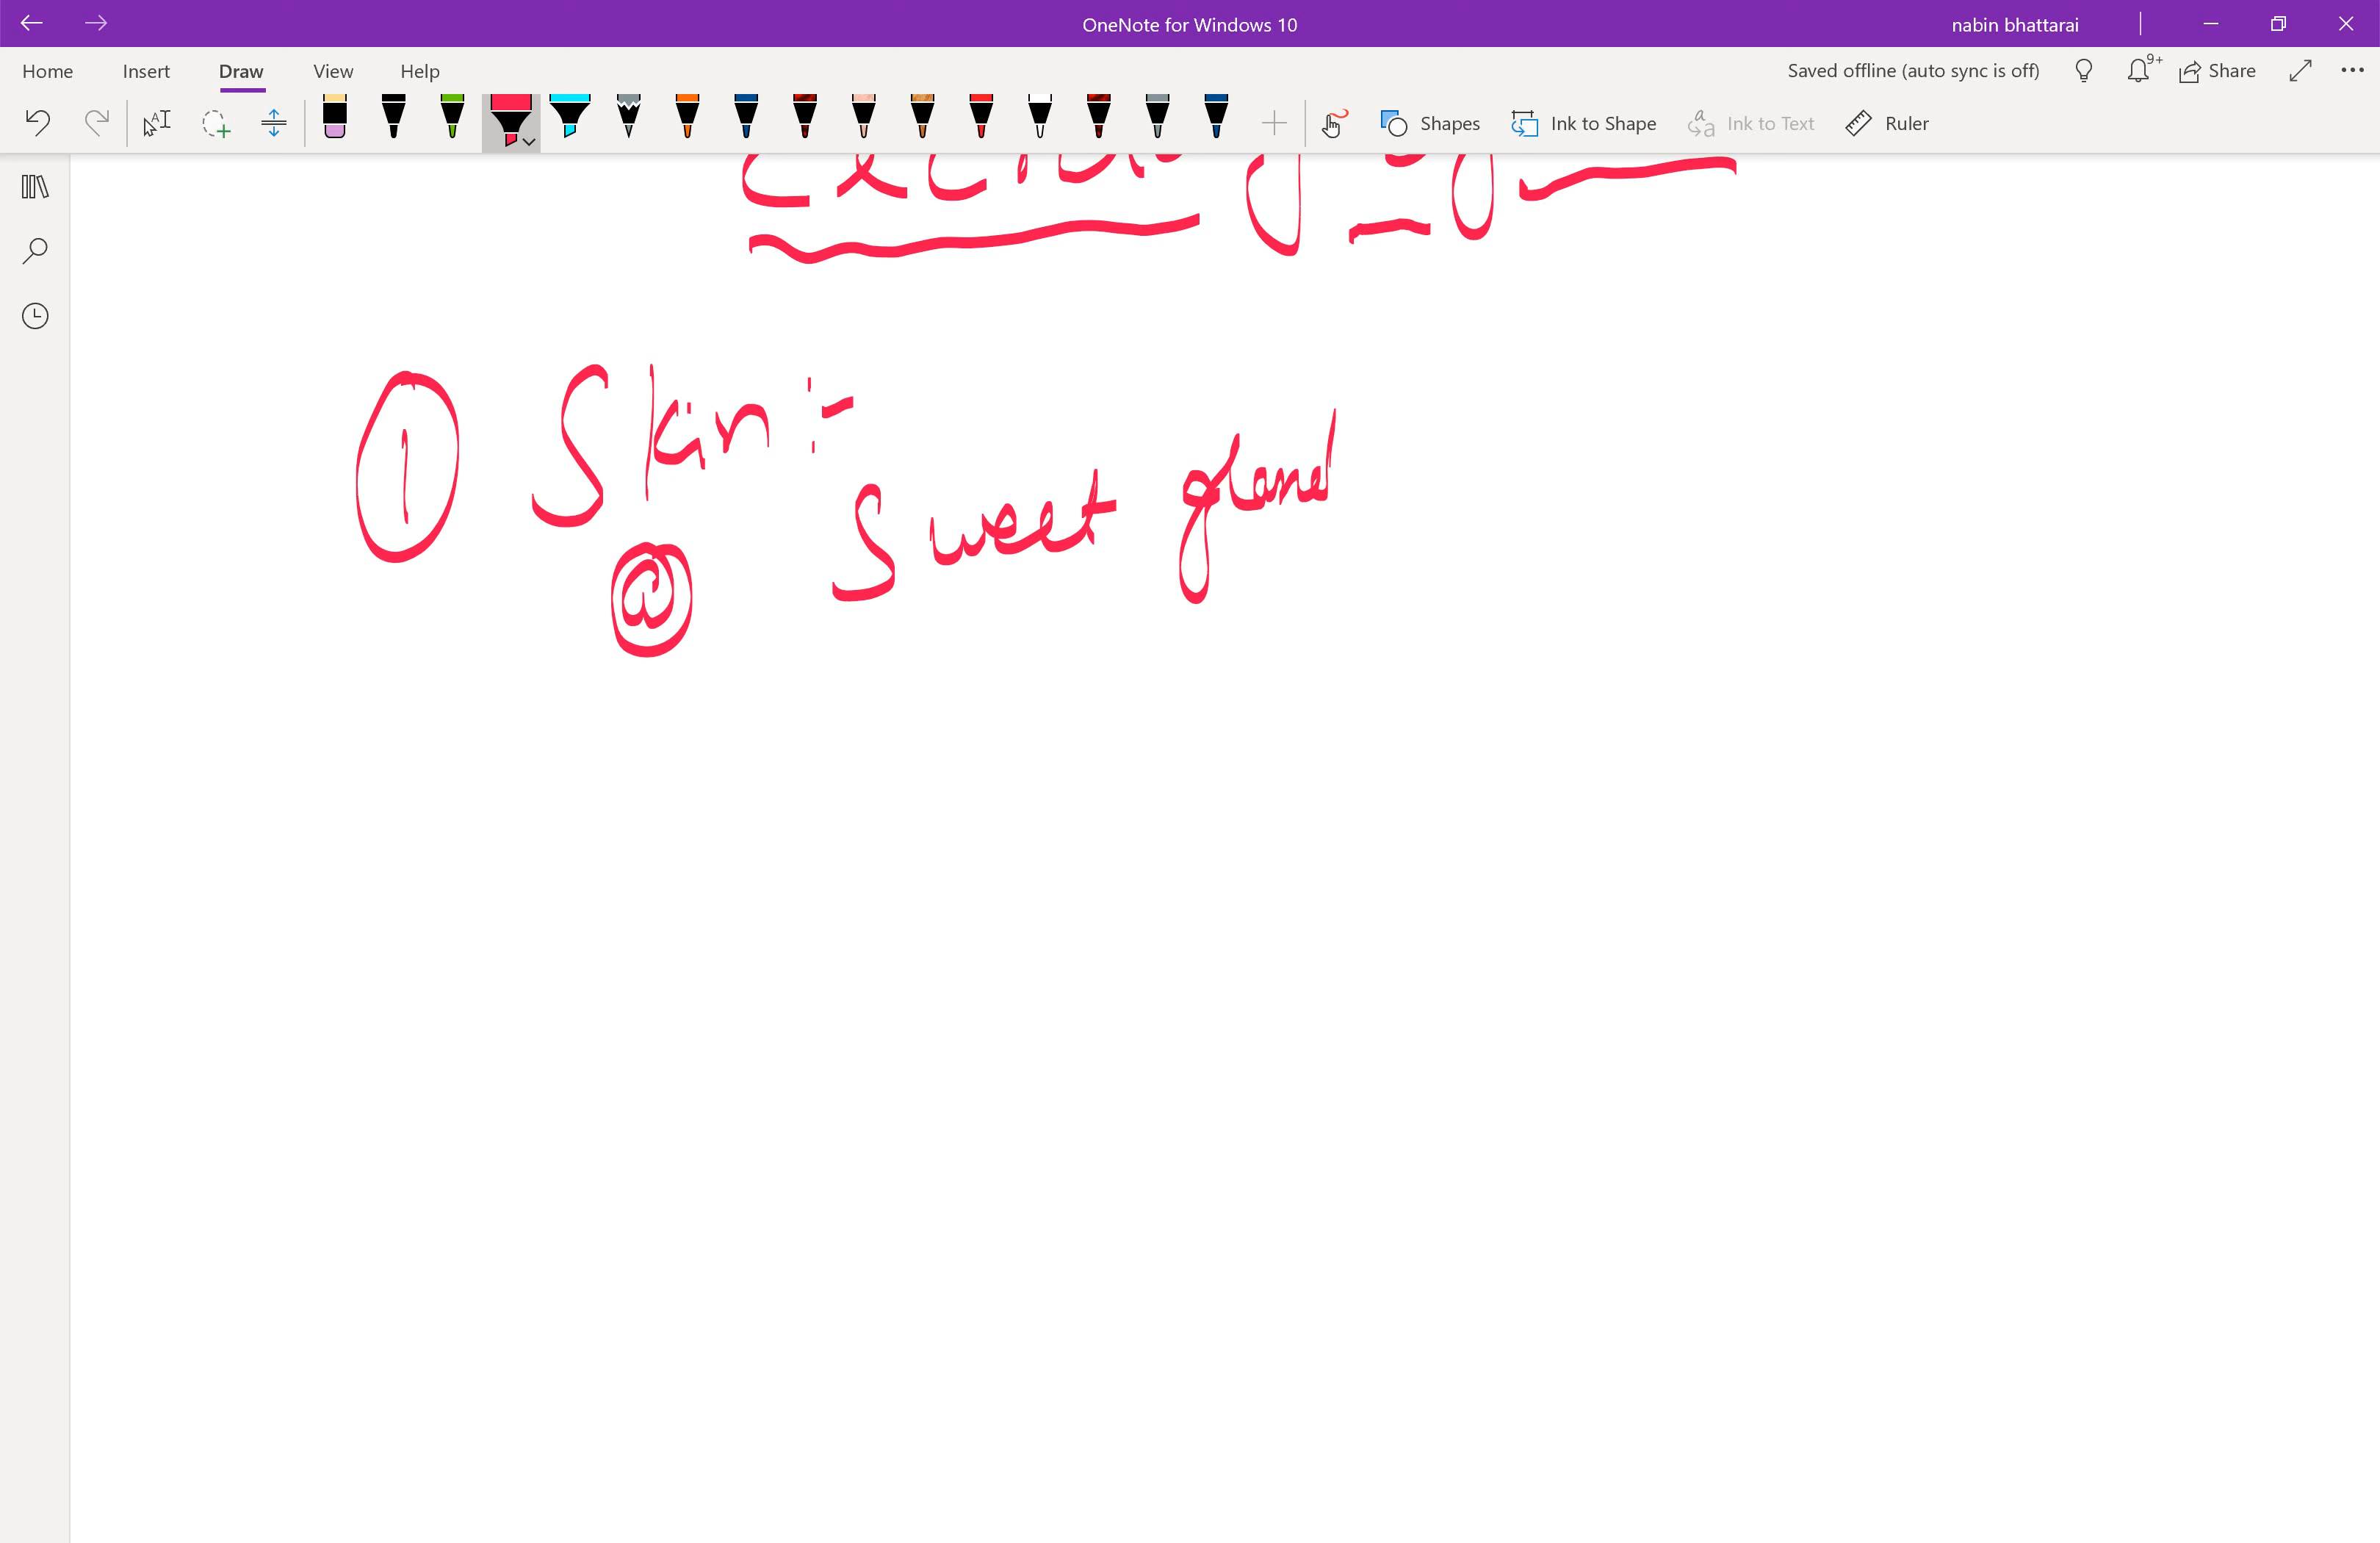 OneNote for Windows 10 nabin bhattarai
Home Insert Draw View Help Saved offline (auto sync is off) 9+ Share
Shapes Ink to Shape Ink to Text Ruler
① Skin :-
ⓐ Sweet gland